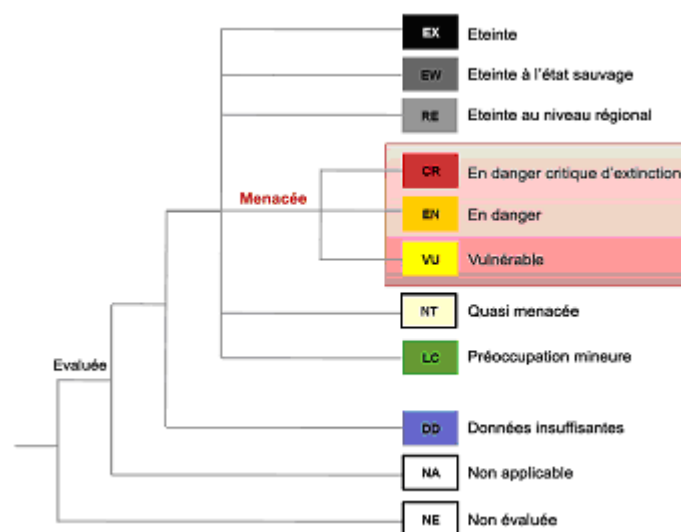 EX Eteinte
EW Eteinte à l'état sauvage
RE Eteinte au niveau régional
CR En danger critique d'extinction
Menacée
EN En danger
VU Vulnérable
NT Quasi menacée
LC Préoccupation mineure
Evaluée
DD Données insuffisantes
NA Non applicable
NE Non évaluée